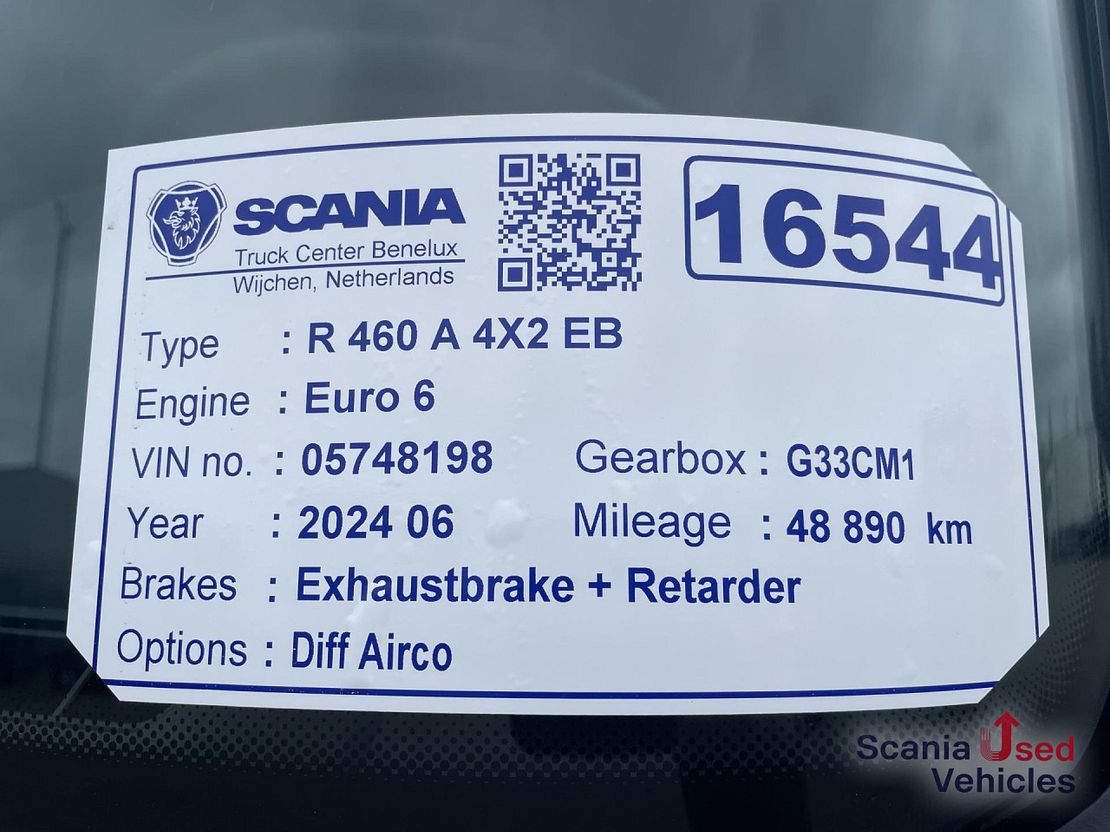 SCANIA
Truck Center Benelux
Wijchen, Netherlands
16544
Type : R 460 A 4X2 EB
Engine : Euro 6
VIN no. : 05748198 Gearbox : G33CM1
Year : 2024 06 Mileage : 48 890 km
Brakes : Exhaustbrake + Retarder
Options : Diff Airco
Scania Used
Vehicles